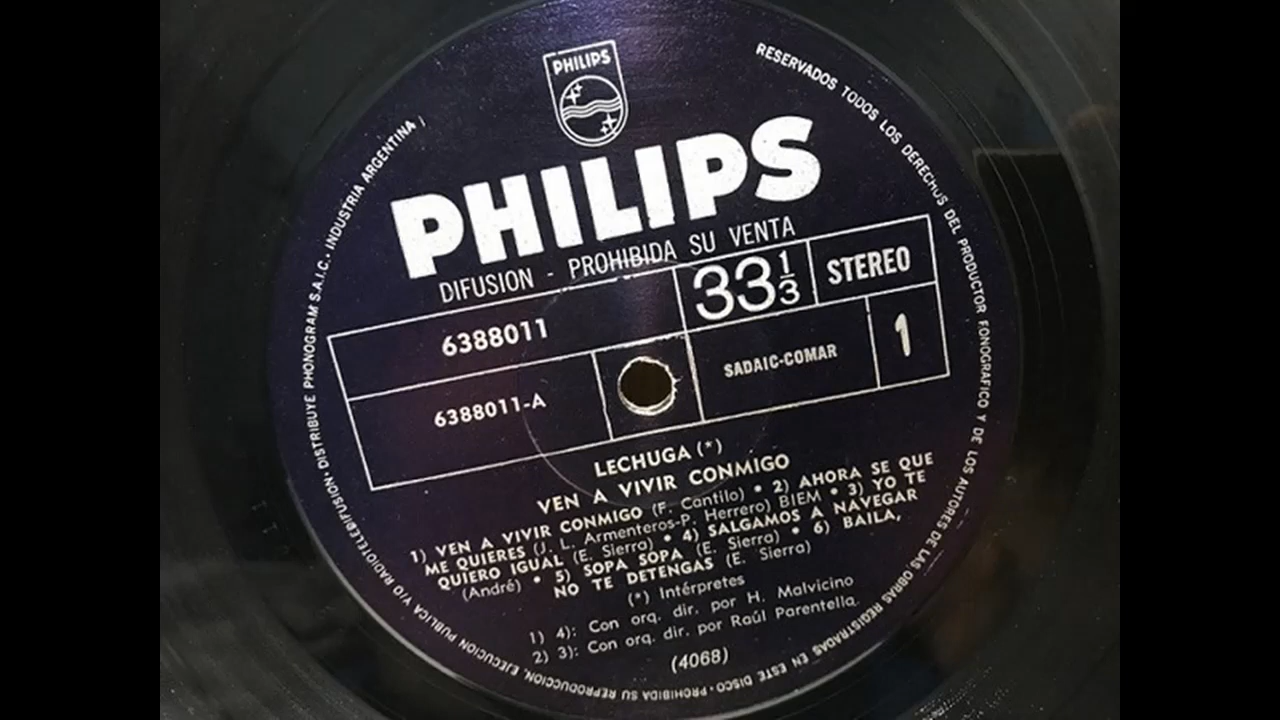 PHILIPS
PHILIPS
DIFUSION - PROHIBIDA SU VENTA
6388011
33 1/3
STEREO
6388011-A
SADAIC-COMAR
1
LECHUGA (*)
VEN A VIVIR CONMIGO
1) VEN A VIVIR CONMIGO (F. Cantilo) • 2) AHORA SE QUE
ME QUIERES (J. L. Armenteros-P. Herrero) BIEM • 3) YO TE
QUIERO IGUAL (E. Sierra) • 4) SALGAMOS A NAVEGAR
(André) • 5) SOPA SOPA (E. Sierra) • 6) BAILA,
NO TE DETENGAS (E. Sierra)
(*) Intérpretes
1) 4): Con orq. dir. por H. Malvicino
2) 3): Con orq. dir. por Raúl Parentella
(4068)
RESERVADOS TODOS LOS DERECHOS DEL PRODUCTOR FONOGRAFICO Y DE LOS AUTORES DE LAS OBRAS REGISTRADAS EN ESTE DISCO • PROHIBIDA SU REPRODUCCION, EJECUCION PUBLICA Y/O RADIOTELEDIFUSION • DISTRIBUYE PHONOGRAM S.A.I.C. • INDUSTRIA ARGENTINA